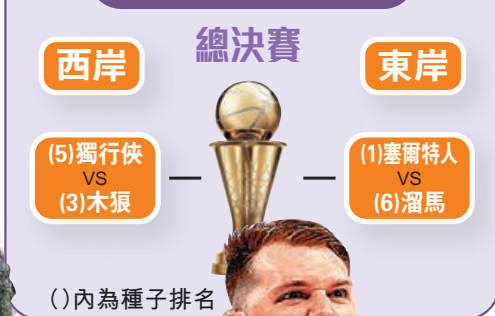 總決賽
西岸
東岸
(5)獨行俠
VS
(3)木狼
(1)塞爾特人
VS
(6)溜馬
()內為種子排名